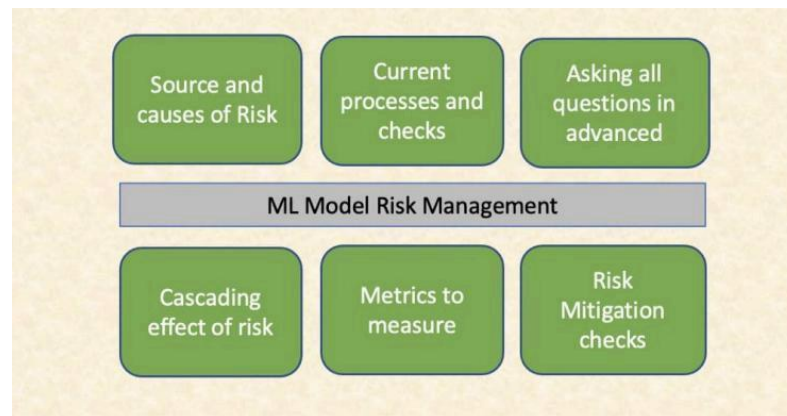 Source and
causes of Risk
Current
processes and
checks
Asking all
questions in
advanced
ML Model Risk Management
Cascading
effect of risk
Metrics to
measure
Risk
Mitigation
checks